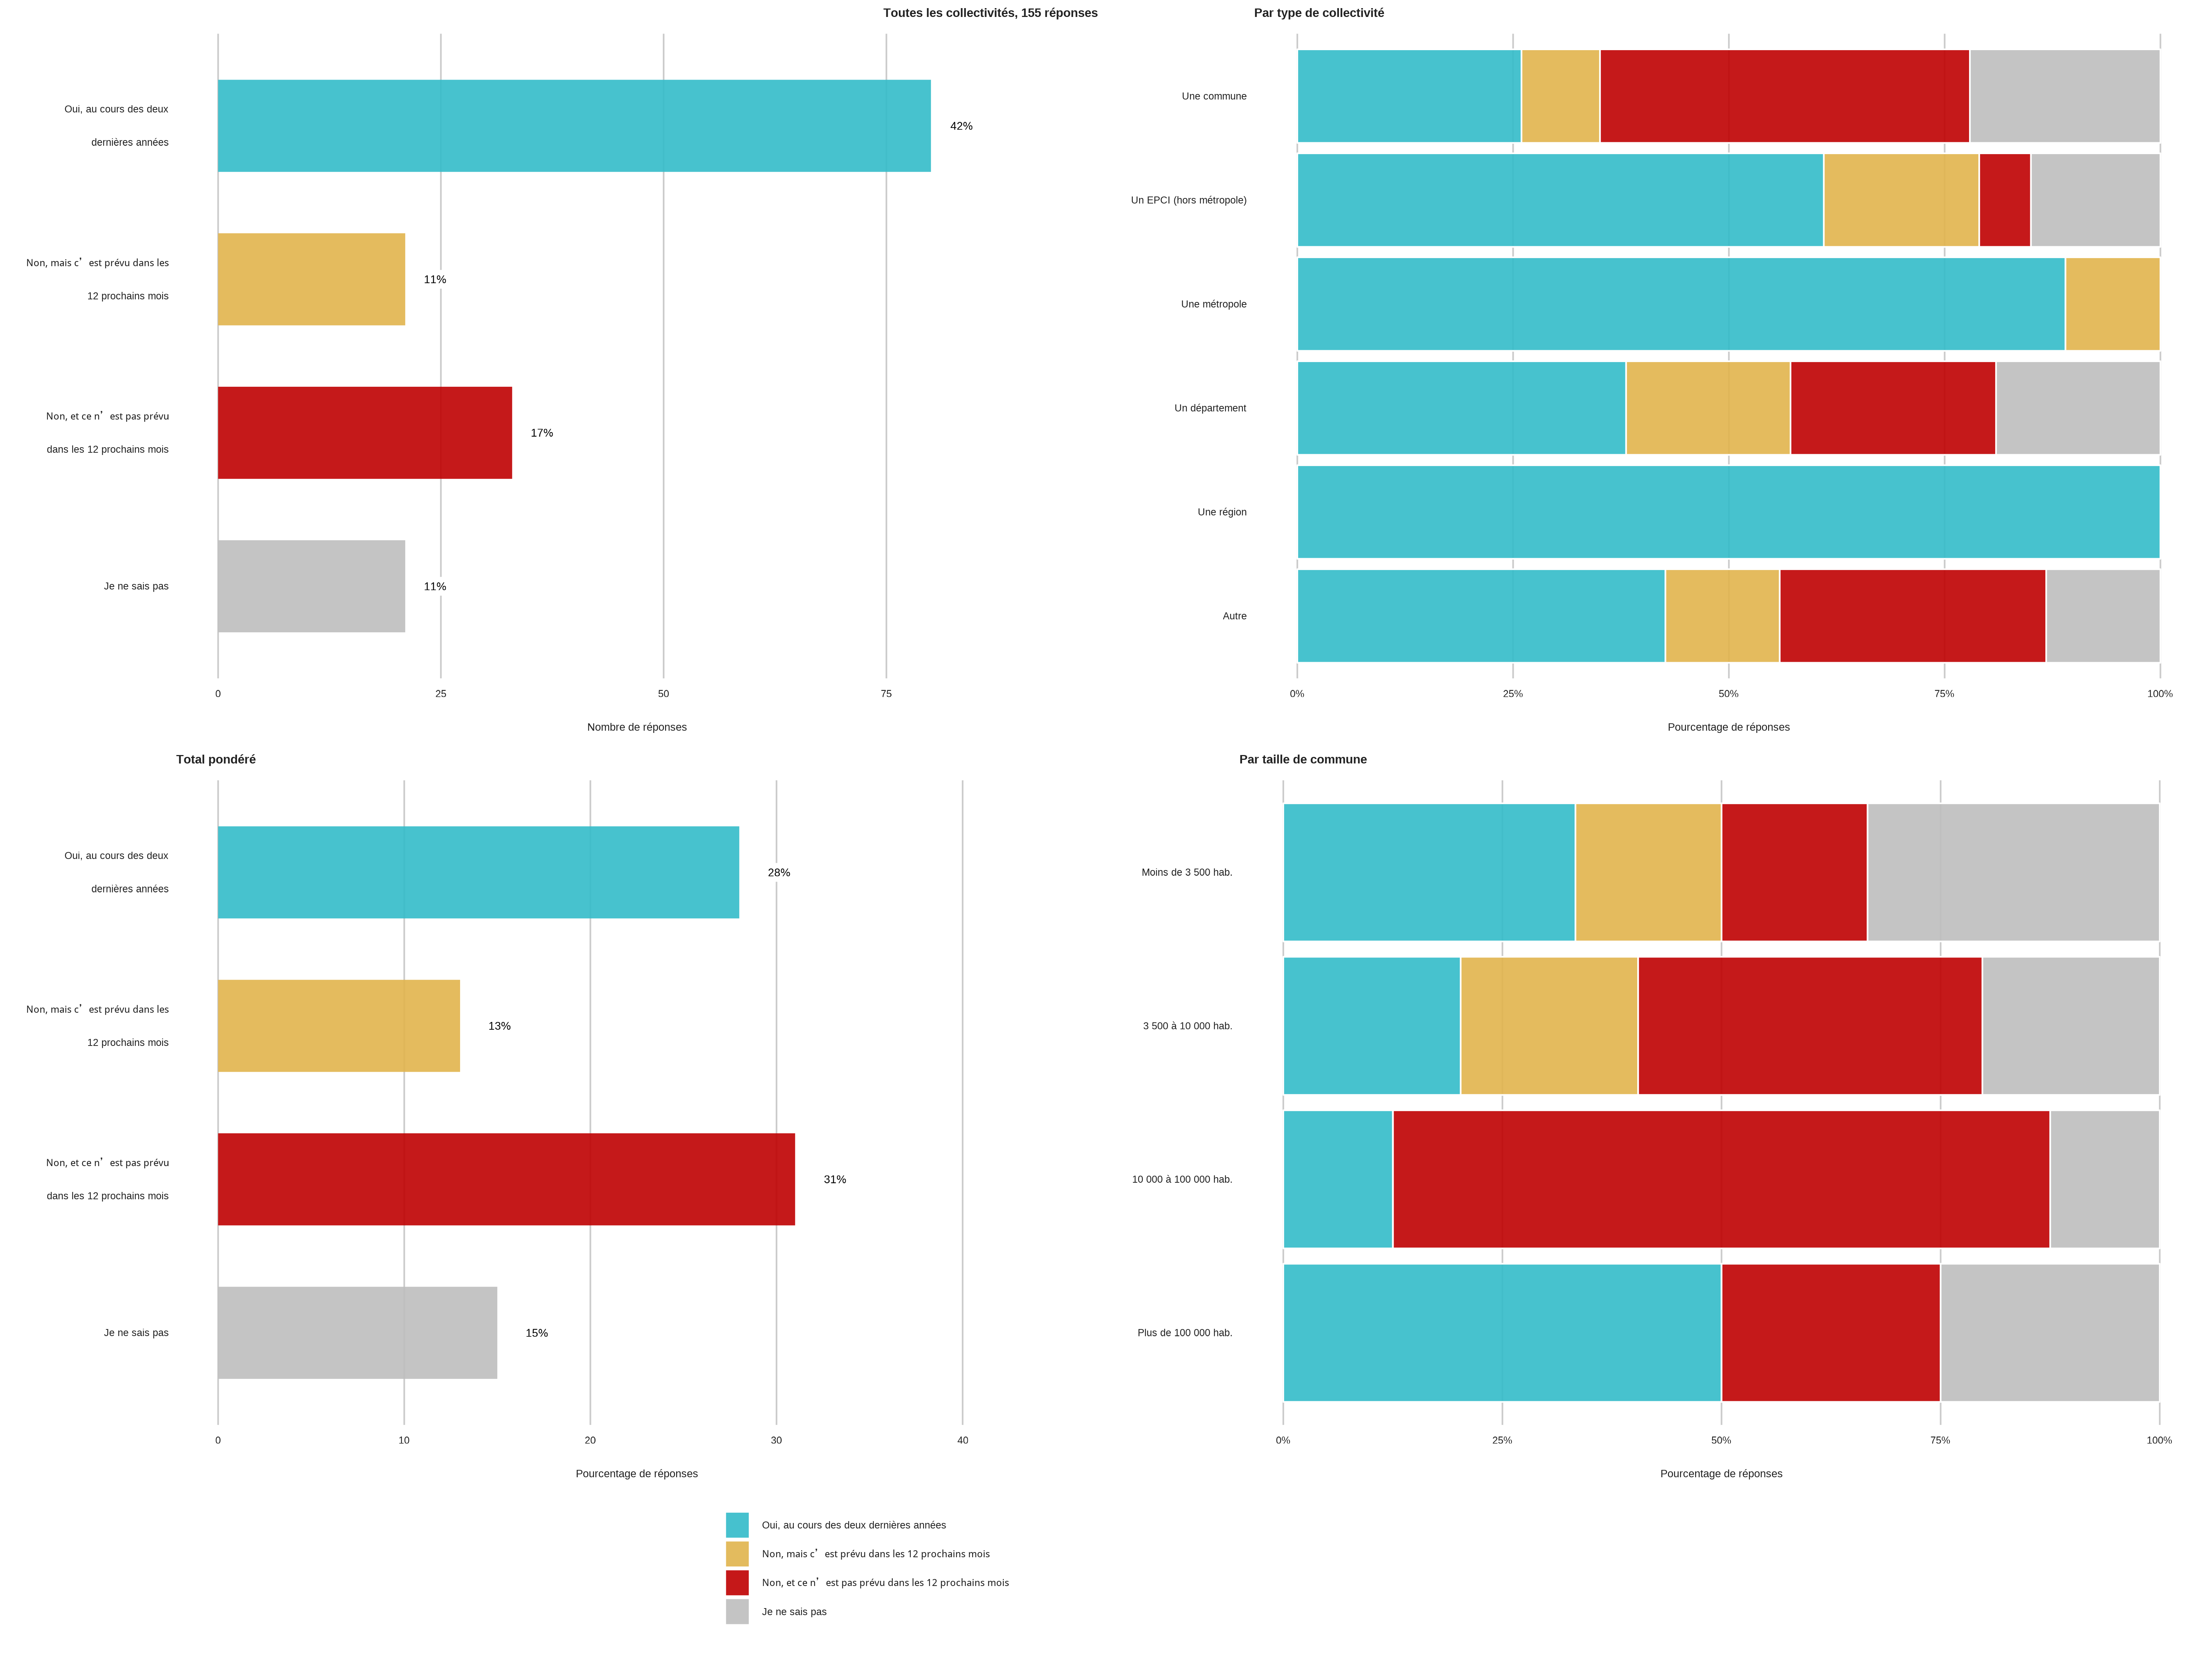 Toutes les collectivités, 155 réponses
Oui, au cours des deux
dernières années
42%
Non, mais c’est prévu dans les
12 prochains mois
11%
Non, et ce n’est pas prévu
dans les 12 prochains mois
17%
Je ne sais pas
11%
0
25
50
75
Nombre de réponses
Par type de collectivité
Une commune
Un EPCI (hors métropole)
Une métropole
Un département
Une région
Autre
0%
25%
50%
75%
100%
Pourcentage de réponses
Total pondéré
Oui, au cours des deux
dernières années
28%
Non, mais c’est prévu dans les
12 prochains mois
13%
Non, et ce n’est pas prévu
dans les 12 prochains mois
31%
Je ne sais pas
15%
0
10
20
30
40
Pourcentage de réponses
Par taille de commune
Moins de 3 500 hab.
3 500 à 10 000 hab.
10 000 à 100 000 hab.
Plus de 100 000 hab.
0%
25%
50%
75%
100%
Pourcentage de réponses
Oui, au cours des deux dernières années
Non, mais c’est prévu dans les 12 prochains mois
Non, et ce n’est pas prévu dans les 12 prochains mois
Je ne sais pas